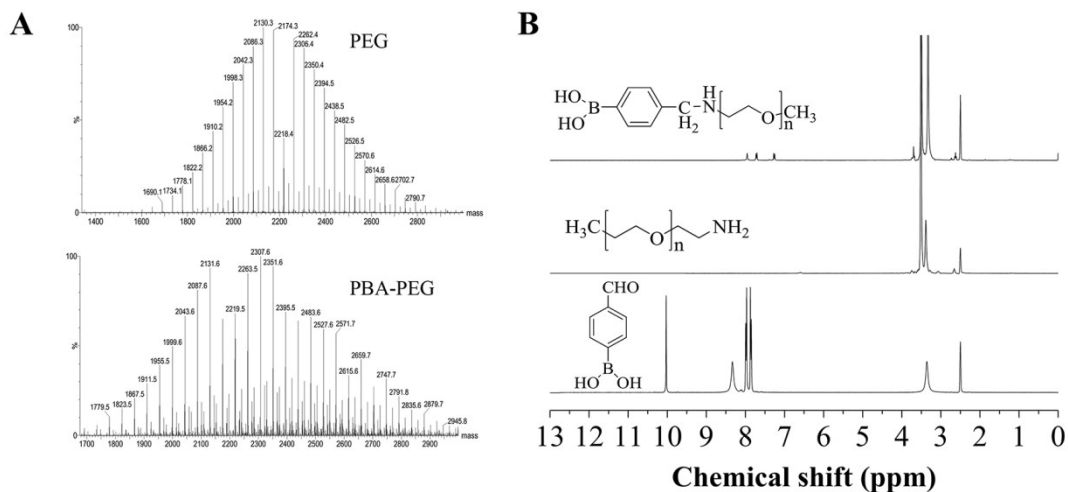 A
B
PEG
100
%
0
2130.3
2174.3
2262.4
2086.3
2306.4
2042.3
2350.4
1998.3
2394.5
1954.2
2438.5
2482.5
1910.2
2526.5
1866.2
2218.4
2570.6
1822.2
2614.6
1778.1
2658.6
2702.7
1690.1
1734.1
2790.7
1400 1600 1800 2000 2200 2400 2600 2800 mass
PBA-PEG
100
%
0
2307.6
2351.6
2131.6
2263.5
2087.6
2219.5
2395.5
2483.6
2043.6
2527.6
2571.7
1999.6
1955.5
2659.7
1911.5
2615.6
2747.7
1867.5
2791.8
1779.5
1823.5
2835.6
2879.7
2945.8
1700 1800 1900 2000 2100 2200 2300 2400 2500 2600 2700 2800 2900 mass
HO
HO
B
C
H2
H
N
O
n
CH3
H3C
O
n
NH2
CHO
B
HO
OH
13 12 11 10 9 8 7 6 5 4 3 2 1 0
Chemical shift (ppm)